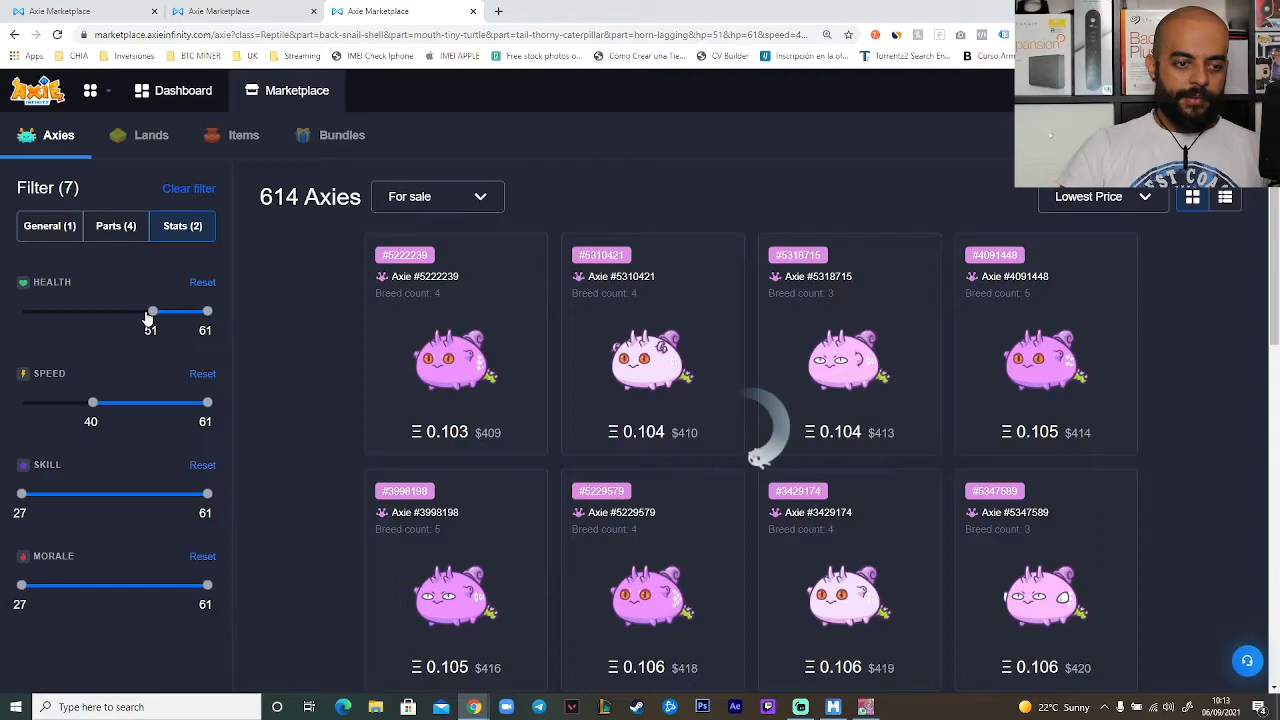 Axie Marketplace
Axie Marketplace
Axie Marketplace
marketplace.axieinfinity.com/axie/?class=Reptile&part=back-snail-shell&part=mouth-tiny-turtle&part=tail-thorny-caterpillar&part=horn-lagging&hp=51&hp=61&speed=4...
CHIA
Inversiones
BTC MINER
UK
Streaming
IMEI Check Iphone
IMEI APPLE
Free stock photos o...
Cómo Crear una Tie...
CV Builder
Inscripción en la ot...
Torrentz2 Search En...
Curso Arm
AXIE
INFINITY
Dashboard
Marketplace
Axies
Lands
Items
Bundles
Filter (7)
Clear filter
General (1)
Parts (4)
Stats (2)
HEALTH
Reset
51
61
SPEED
Reset
40
61
SKILL
Reset
27
61
MORALE
Reset
27
61
614 Axies
For sale
Lowest Price
#5222239
Axie #5222239
Breed count: 4
Ξ 0.103 $409
#5310421
Axie #5310421
Breed count: 4
Ξ 0.104 $410
#5318715
Axie #5318715
Breed count: 3
Ξ 0.104 $413
#4091448
Axie #4091448
Breed count: 5
Ξ 0.105 $414
#3998198
Axie #3998198
Breed count: 5
Ξ 0.105 $416
#5229579
Axie #5229579
Breed count: 4
Ξ 0.106 $418
#3429174
Axie #3429174
Breed count: 4
Ξ 0.106 $419
#5347589
Axie #5347589
Breed count: 3
Ξ 0.106 $420
Type here to search
22°C Sunny
10:13
06/09/2021